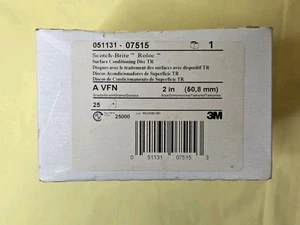 051131 - 07515 1
Scotch-Brite™ Roloc™
Surface Conditioning Disc TR
Disques avec le traitement des surfaces avec dispositif TR
Discos Acondicionadores de Superficie TR
Discos de Condicionamento de Superfície TR
A VFN 2 in (50,8 mm)
25
25000
3M
0 51131 07515 3